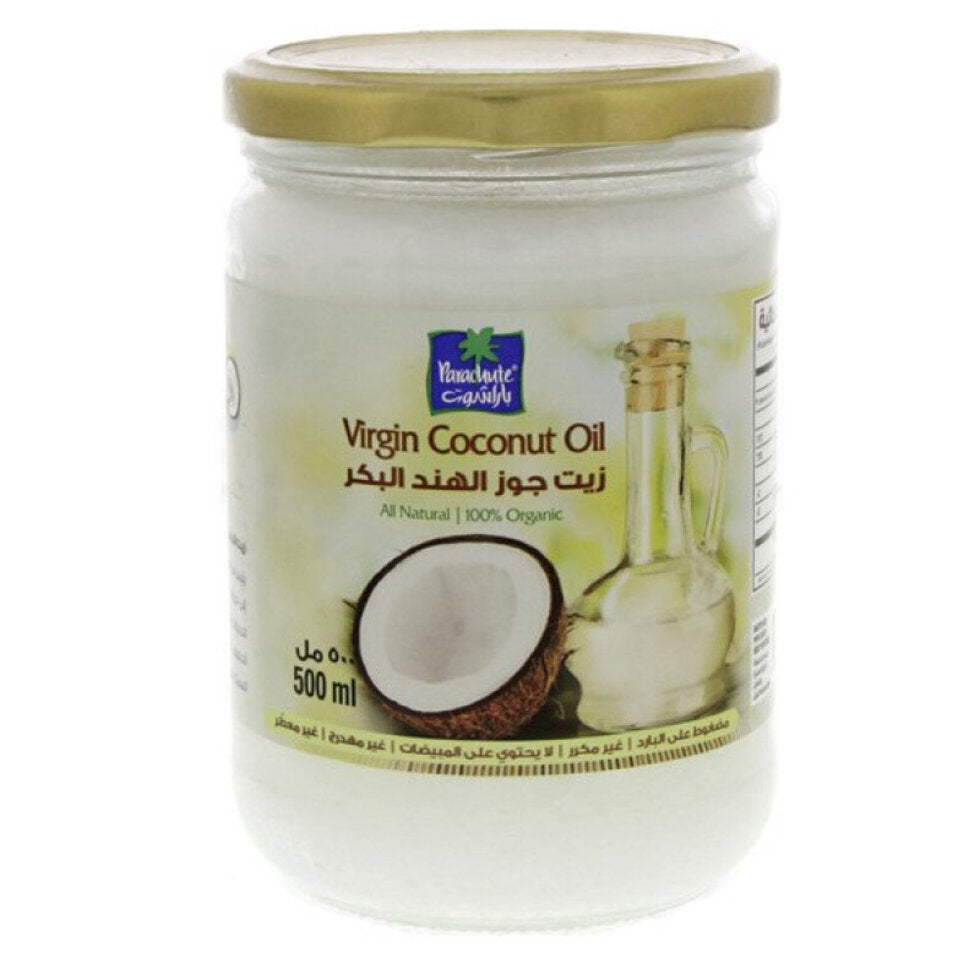 Parachute®
باراشوت
Virgin Coconut Oil
زيت جوز الهند البكر
All Natural | 100% Organic
٥٠٠ مل
500 ml
مضغوط على البارد | غير مكرر | لا يحتوي على المبيضات | غير مهدرج | غير معطّر